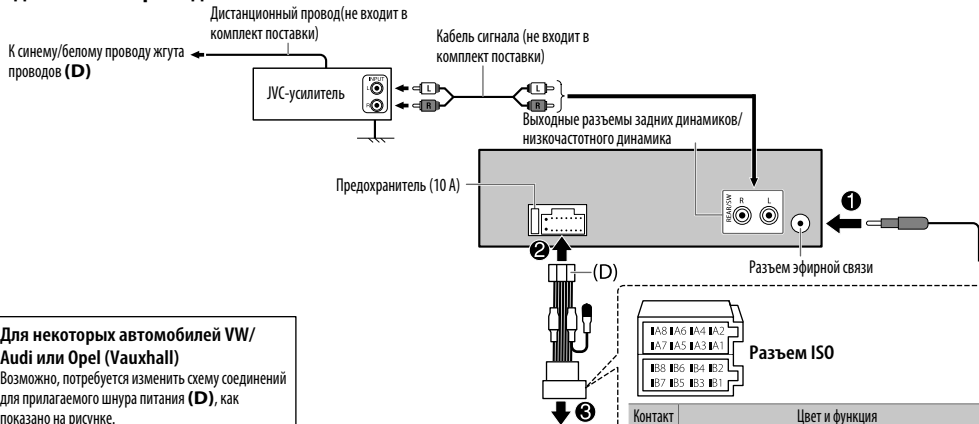 Дистанционный провод(не входит в
комплект поставки)
К синему/белому проводу жгута
проводов (D)
Кабель сигнала (не входит в
комплект поставки)
JVC-усилитель
INPUT
L
R
L
R
L
R
Выходные разъемы задних динамиков/
низкочастотного динамика
Предохранитель (10 A)
REAR/SW
R
L
1
2
(D)
Разъем эфирной связи
Для некоторых автомобилей VW/
Audi или Opel (Vauxhall)
Возможно, потребуется изменить схему соединений
для прилагаемого шнура питания (D), как
показано на рисунке.
A8 A6 A4 A2
A7 A5 A3 A1
B8 B6 B4 B2
B7 B5 B3 B1
Разъем ISO
3
Контакт
Цвет и функция